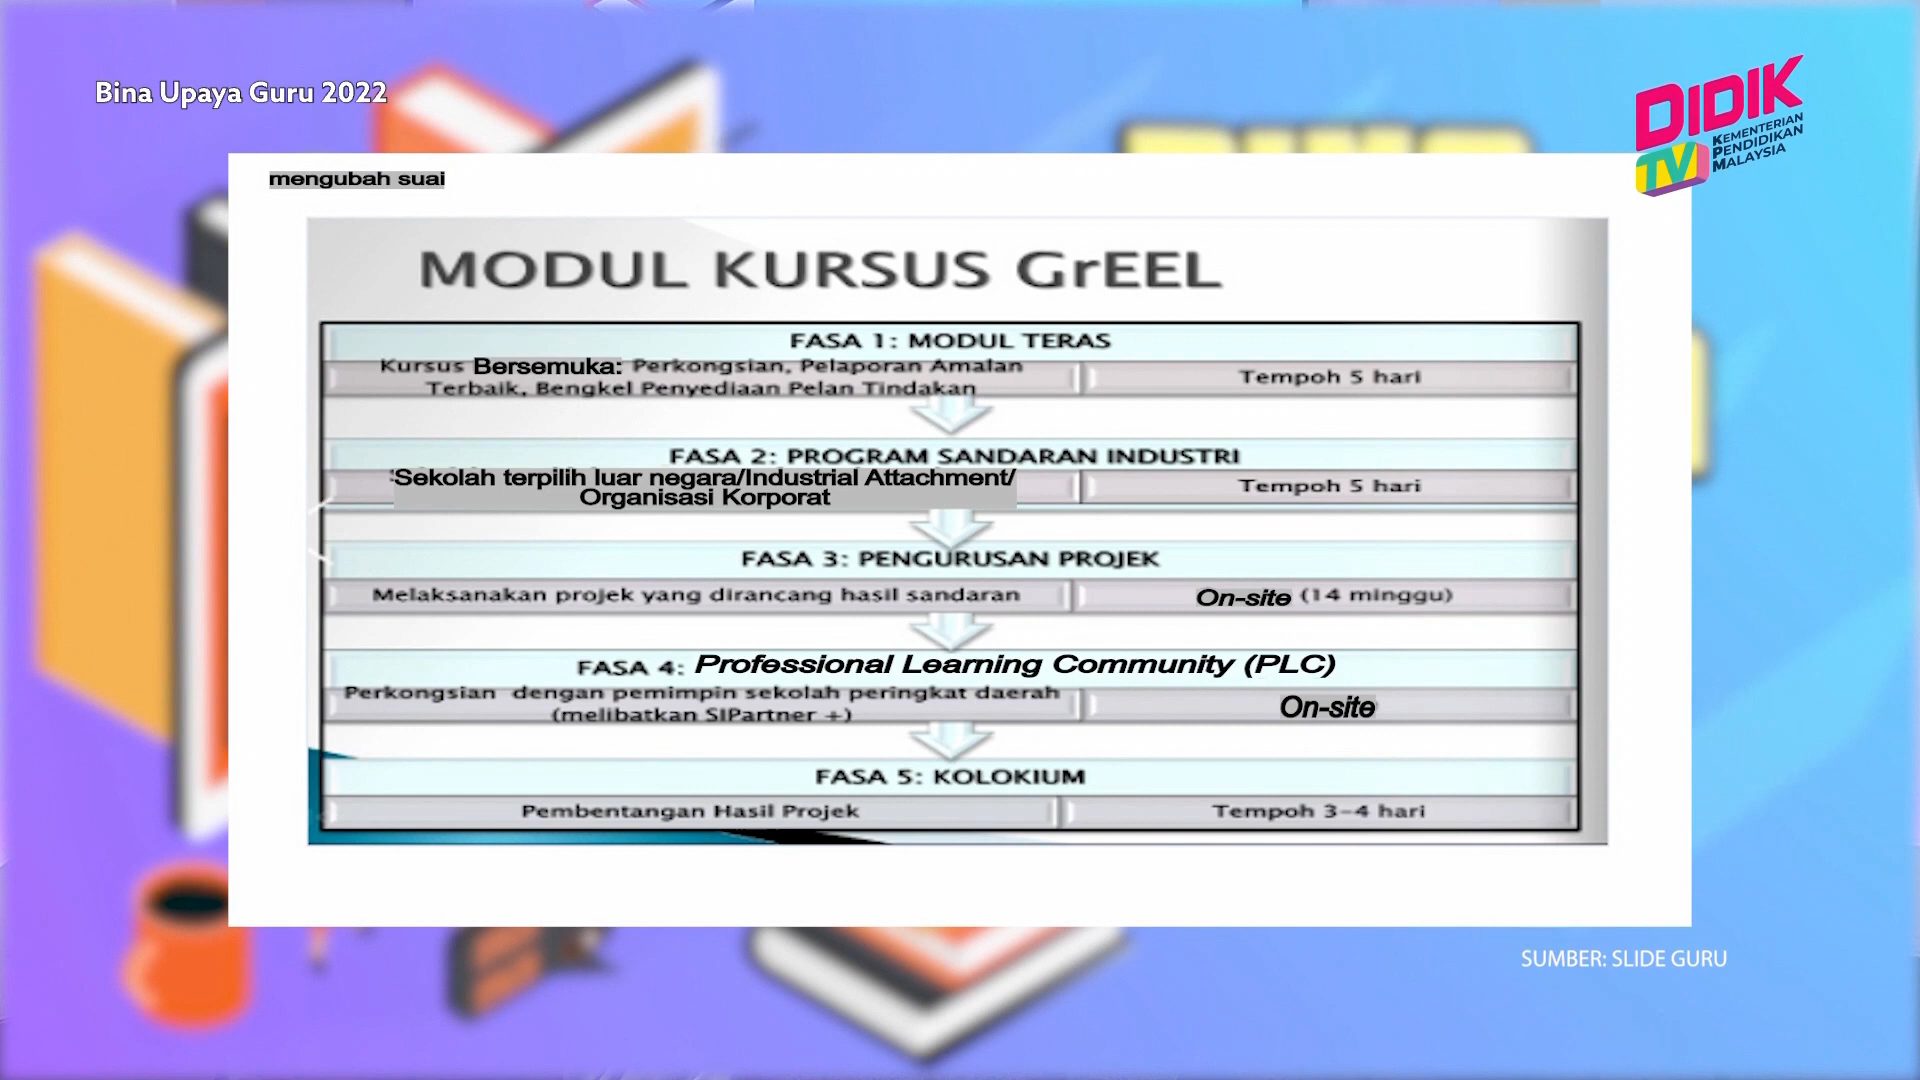 Bina Upaya Guru 2022
DIDIK
TV
KEMENTERIAN
PENDIDIKAN
MALAYSIA
mengubah suai
MODUL KURSUS GrEEL
FASA 1: MODUL TERAS
Kursus Bersemuka: Perkongsian, Pelaporan Amalan
Terbaik, Bengkel Penyediaan Pelan Tindakan
Tempoh 5 hari
FASA 2: PROGRAM SANDARAN INDUSTRI
Sekolah terpilih luar negara/Industrial Attachment/
Organisasi Korporat
Tempoh 5 hari
FASA 3: PENGURUSAN PROJEK
Melaksanakan projek yang dirancang hasil sandaran
On-site (14 minggu)
FASA 4: Professional Learning Community (PLC)
Perkongsian dengan pemimpin sekolah peringkat daerah
(melibatkan SIPartner +)
On-site
FASA 5: KOLOKIUM
Pembentangan Hasil Projek
Tempoh 3-4 hari
SUMBER: SLIDE GURU